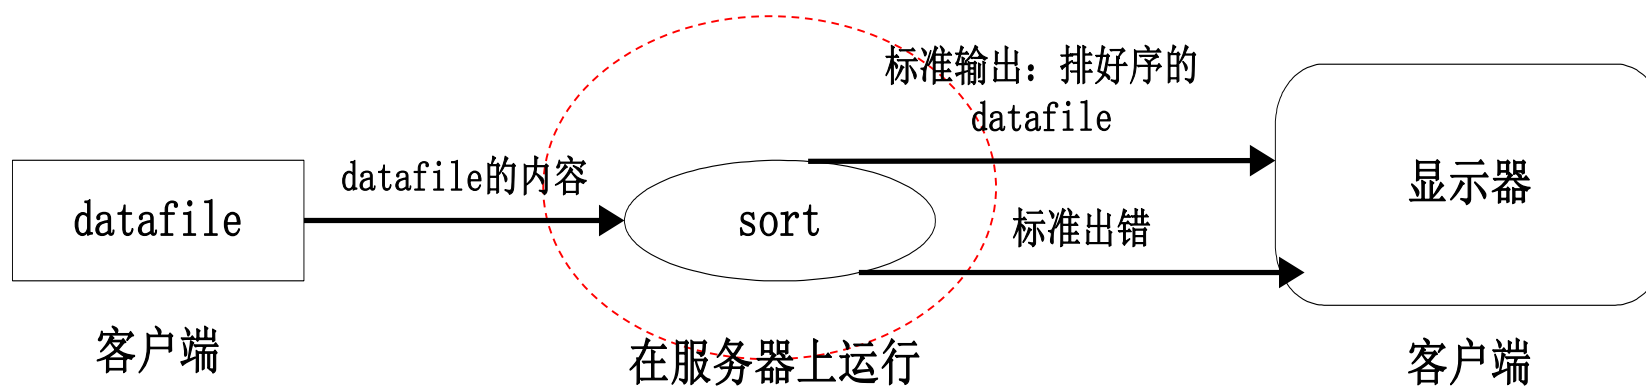 标准输出：排好序的
datafile
datafile的内容
datafile
sort
显示器
标准出错
客户端
在服务器上运行
客户端